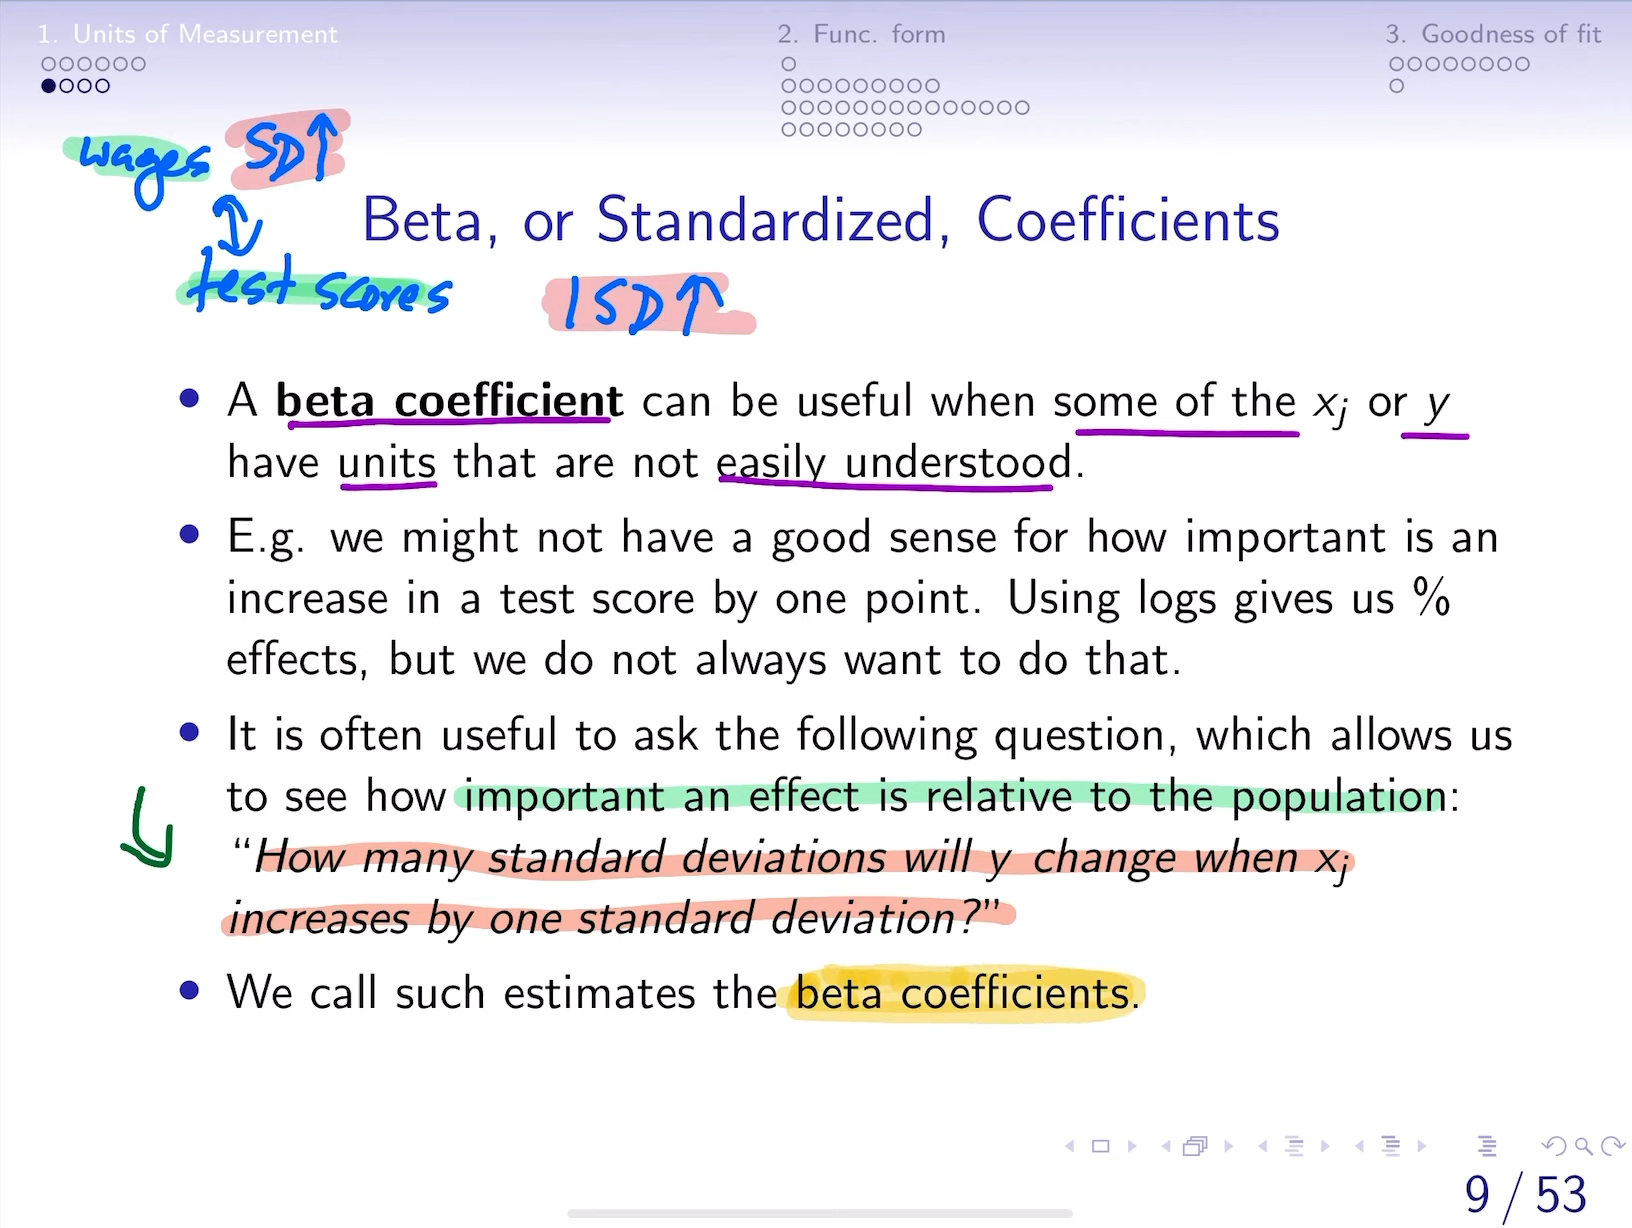 1. Units of Measurement
2. Func. form
3. Goodness of fit
wages SD↑
test scores 1 SD↑
Beta, or Standardized, Coefficients
• A beta coefficient can be useful when some of the xj or y
have units that are not easily understood.
• E.g. we might not have a good sense for how important is an
increase in a test score by one point. Using logs gives us %
effects, but we do not always want to do that.
• It is often useful to ask the following question, which allows us
to see how important an effect is relative to the population:
“How many standard deviations will y change when xj
increases by one standard deviation?”
• We call such estimates the beta coefficients.
9 / 53